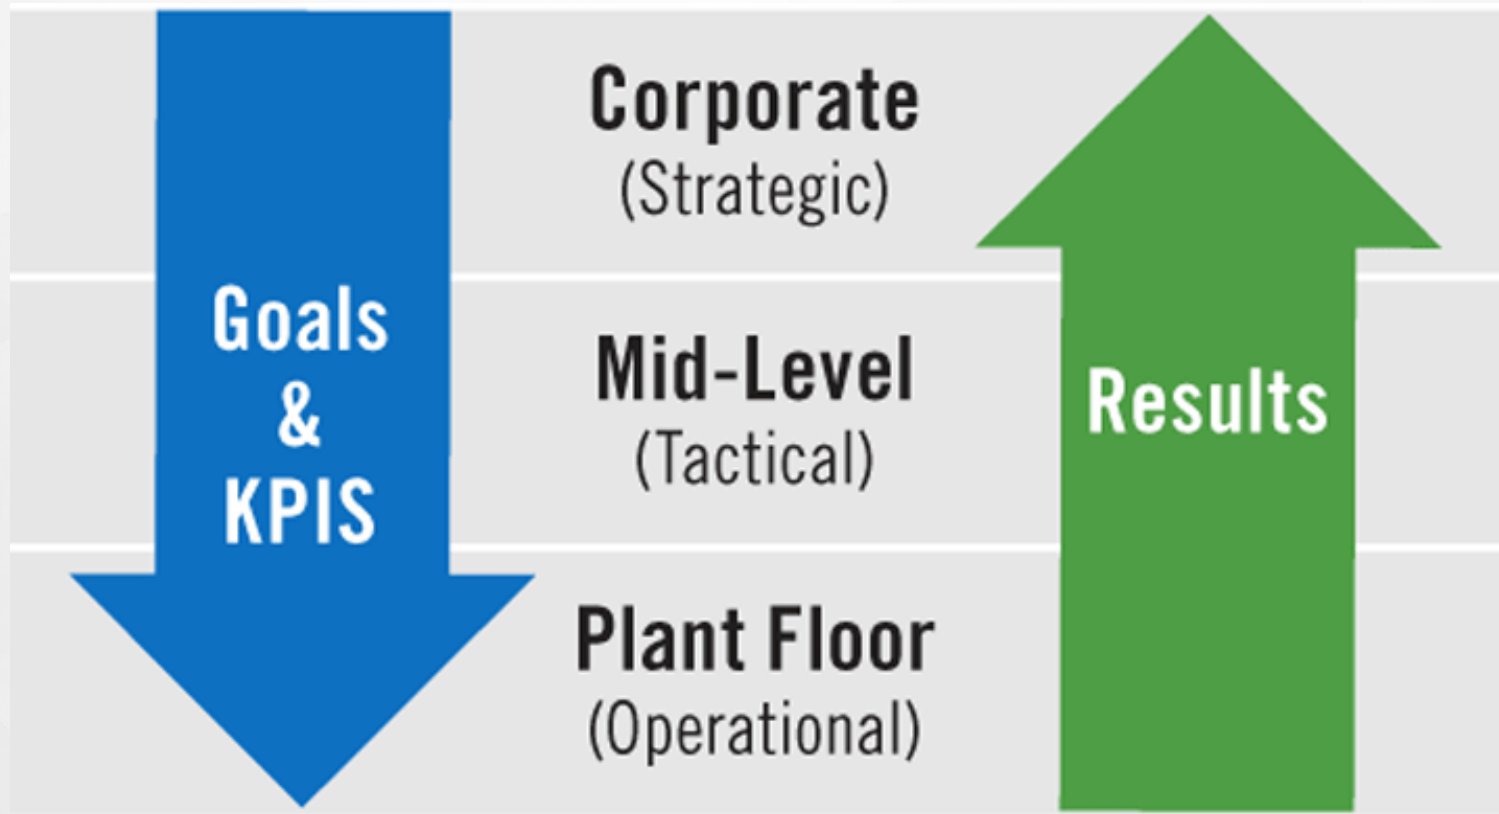 Goals
&
KPIS
Corporate
(Strategic)
Mid-Level
(Tactical)
Plant Floor
(Operational)
Results